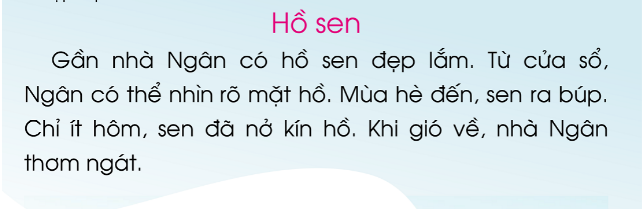 Hồ sen
Gần nhà Ngân có hồ sen đẹp lắm. Từ cửa sổ,
Ngân có thể nhìn rõ mặt hồ. Mùa hè đến, sen ra búp.
Chỉ ít hôm, sen đã nở kín hồ. Khi gió về, nhà Ngân
thơm ngát.